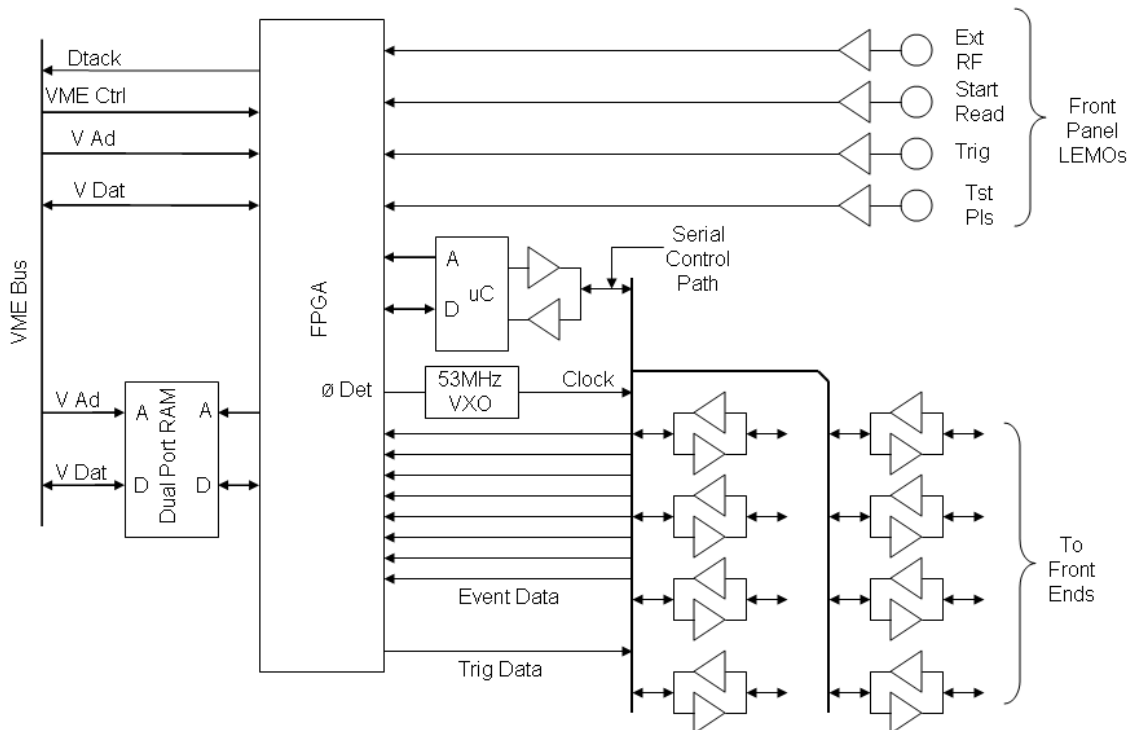 Ext
RF
Start
Read
Trig
Tst
Pls
Front
Panel
LEMOs
Dtack
VME Ctrl
V Ad
V Dat
VME Bus
FPGA
A
uC
D
Serial
Control
Path
ø Det
53MHz
VXO
Clock
V Ad
V Dat
A A
Dual Port RAM
D D
Event Data
Trig Data
To
Front
Ends